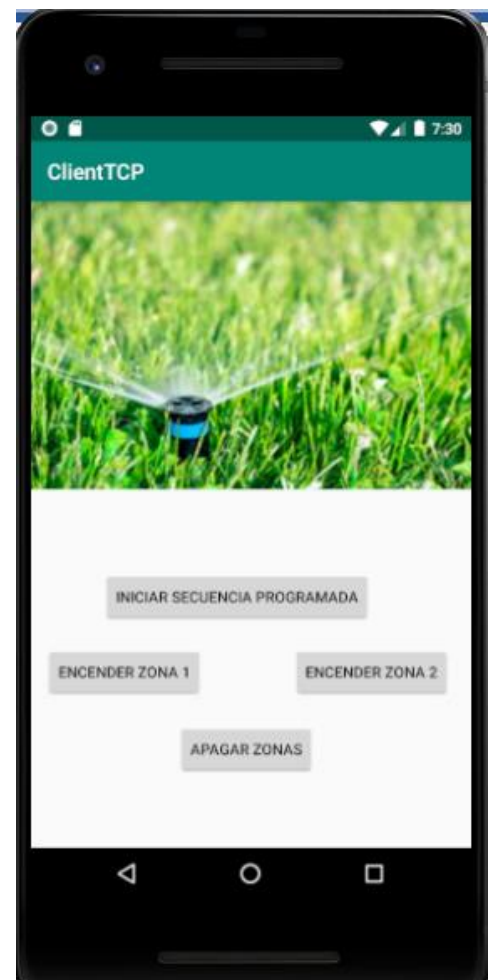 7:30
ClientTCP
INICIAR SECUENCIA PROGRAMADA
ENCENDER ZONA 1 ENCENDER ZONA 2
APAGAR ZONAS